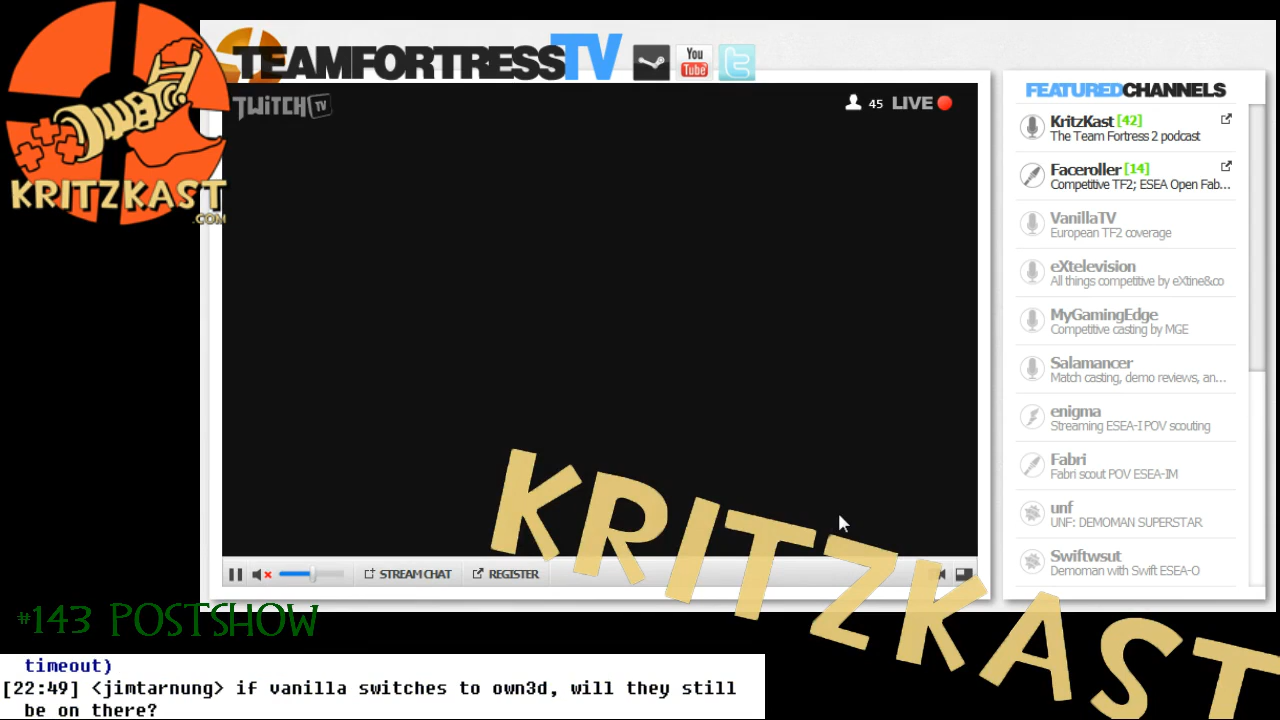 KRITZKAST
.COM
TEAMFORTRESSTV
You
Tube
TWiTCH TV
45 LIVE
FEATUREDCHANNELS
KritzKast [42]
The Team Fortress 2 podcast
Faceroller [14]
Competitive TF2; ESEA Open Fab...
VanillaTV
European TF2 coverage
eXtelevision
All things competitive by eXtine&co
MyGamingEdge
Competitive casting by MGE
Salamancer
Match casting, demo reviews, an...
enigma
Streaming ESEA-I POV scouting
Fabri
Fabri scout POV ESEA-IM
unf
UNF: DEMOMAN SUPERSTAR
Swiftwsut
Demoman with Swift ESEA-O
STREAM CHAT
REGISTER
KRITZKAST
#143 POSTSHOW
timeout)
[22:49] <jimtarnung> if vanilla switches to own3d, will they still
be on there?